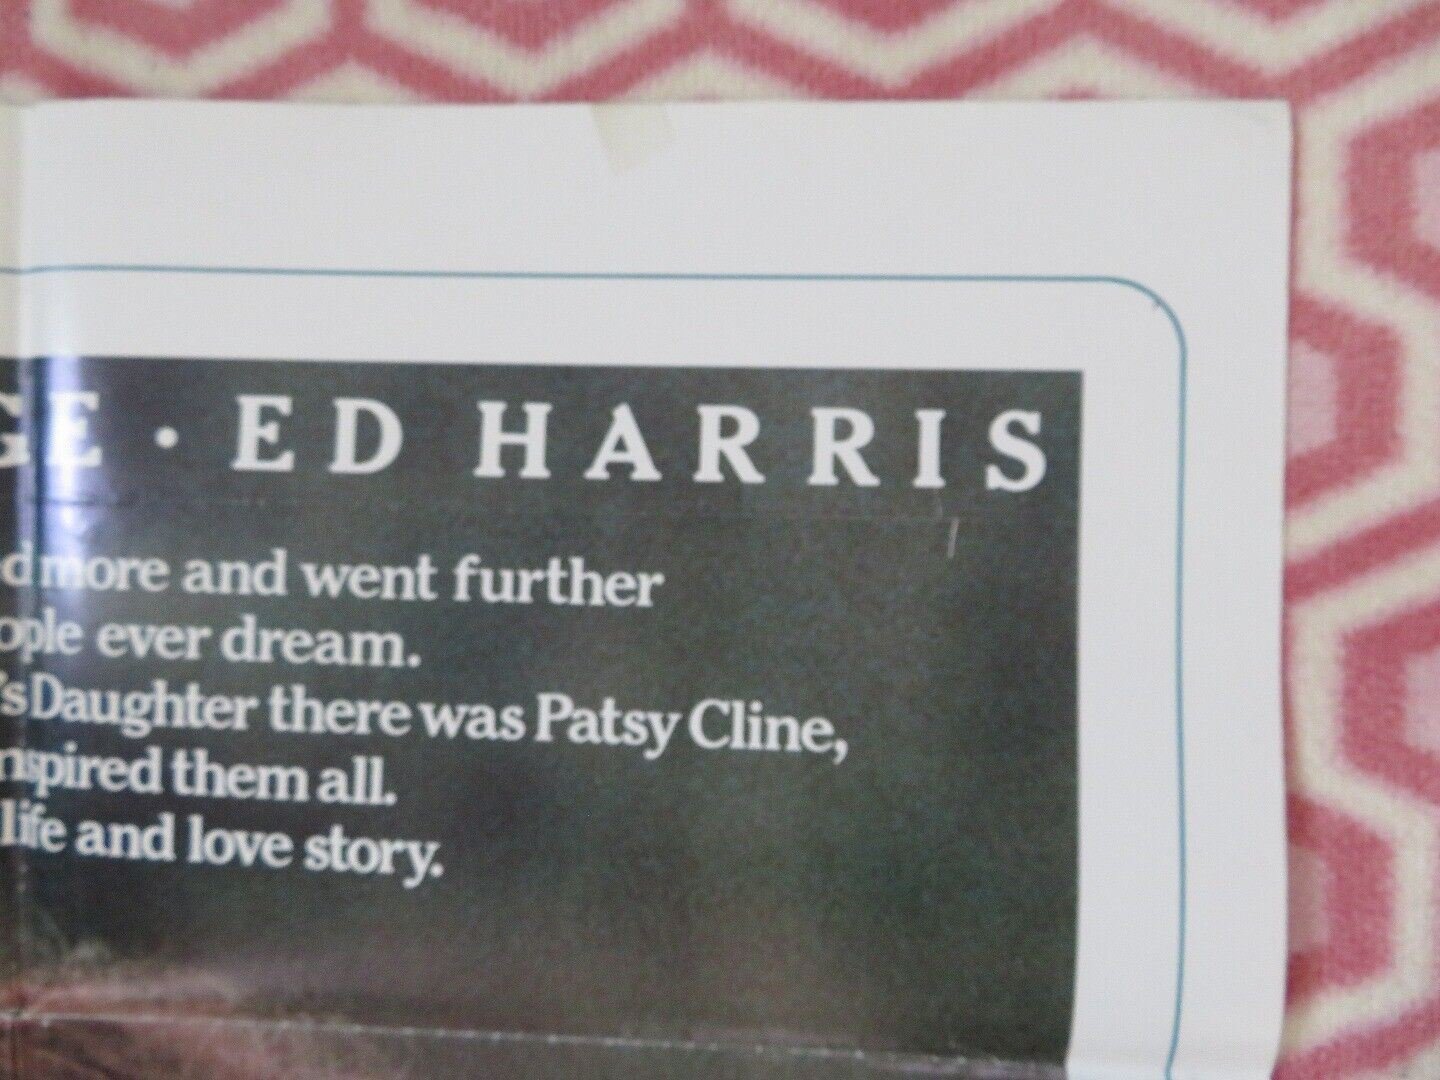 GE · ED HARRIS
d more and went further
ople ever dream.
's Daughter there was Patsy Cline,
nspired them all.
life and love story.